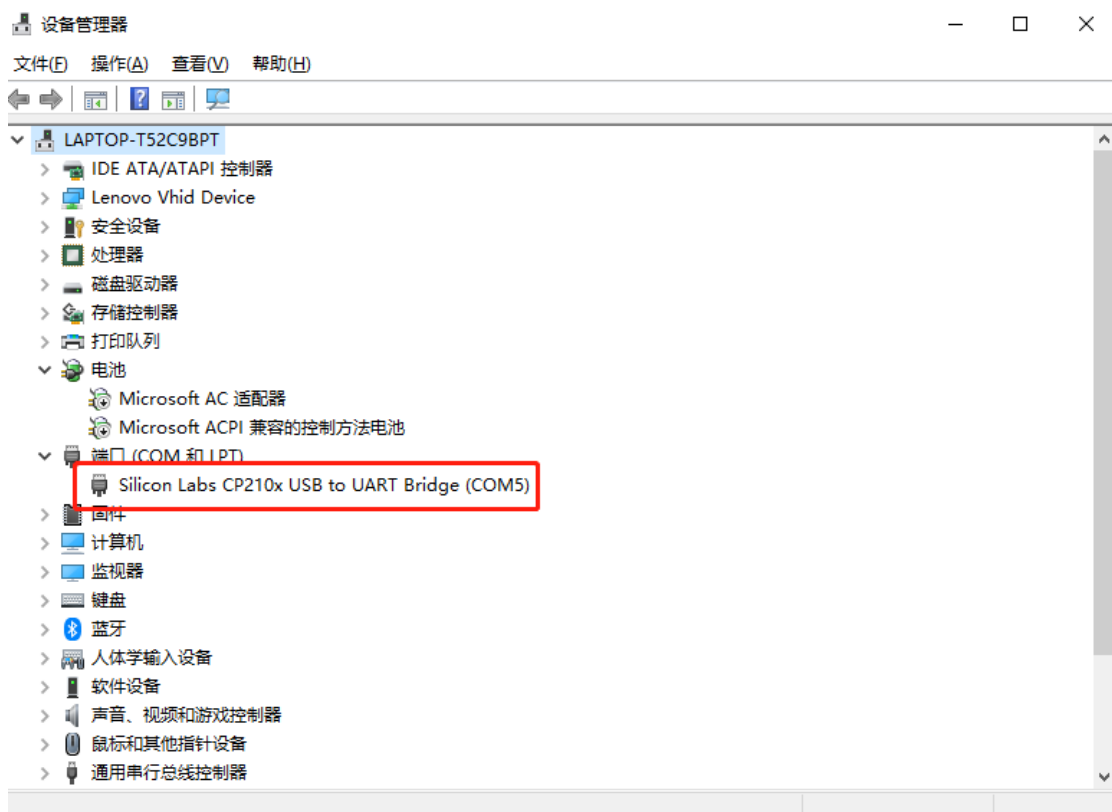 设备管理器
文件(F) 操作(A) 查看(V) 帮助(H)
LAPTOP-T52C9BPT
IDE ATA/ATAPI 控制器
Lenovo Vhid Device
安全设备
处理器
磁盘驱动器
存储控制器
打印队列
电池
Microsoft AC 适配器
Microsoft ACPI 兼容的控制方法电池
端口 (COM 和 LPT)
Silicon Labs CP210x USB to UART Bridge (COM5)
固件
计算机
监视器
键盘
蓝牙
人体学输入设备
软件设备
声音、视频和游戏控制器
鼠标和其他指针设备
通用串行总线控制器